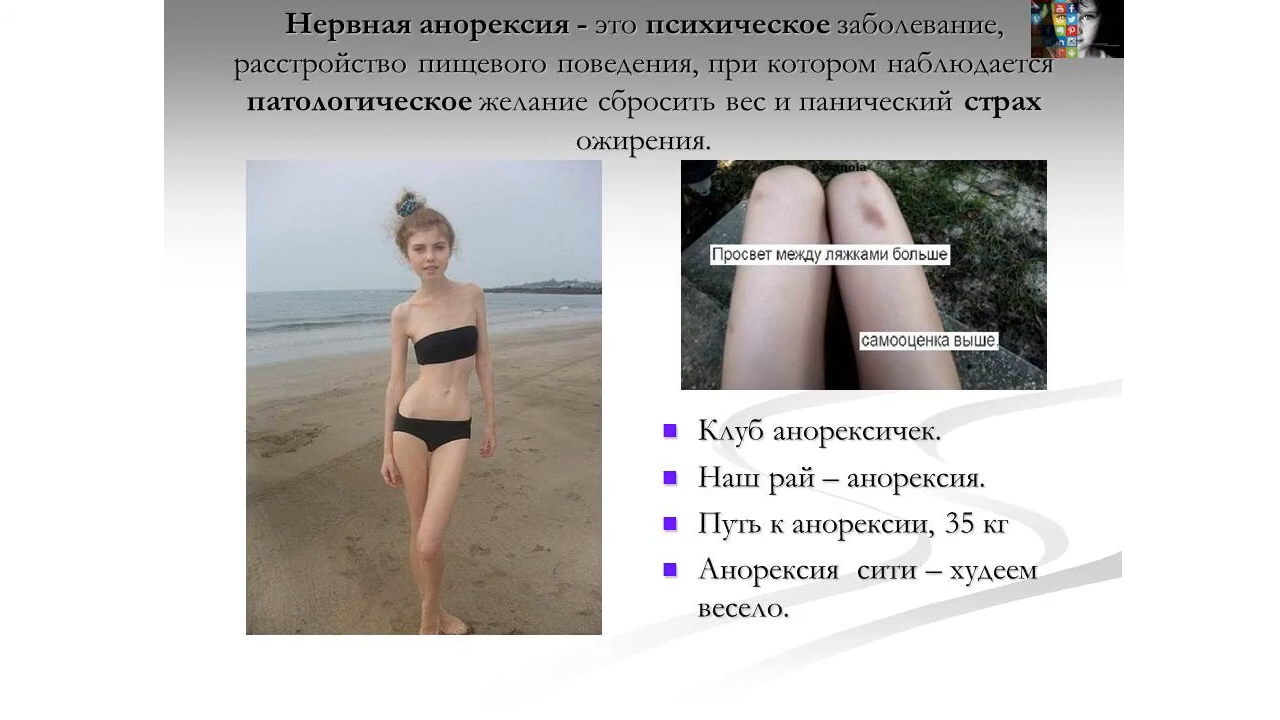 Нервная анорексия - это психическое заболевание,
расстройство пищевого поведения, при котором наблюдается
патологическое желание сбросить вес и панический страх
ожирения.
Просвет между ляжками больше
самооценка выше.
Клуб анорексичек.
Наш рай – анорексия.
Путь к анорексии, 35 кг
Анорексия сити – худеем
весело.